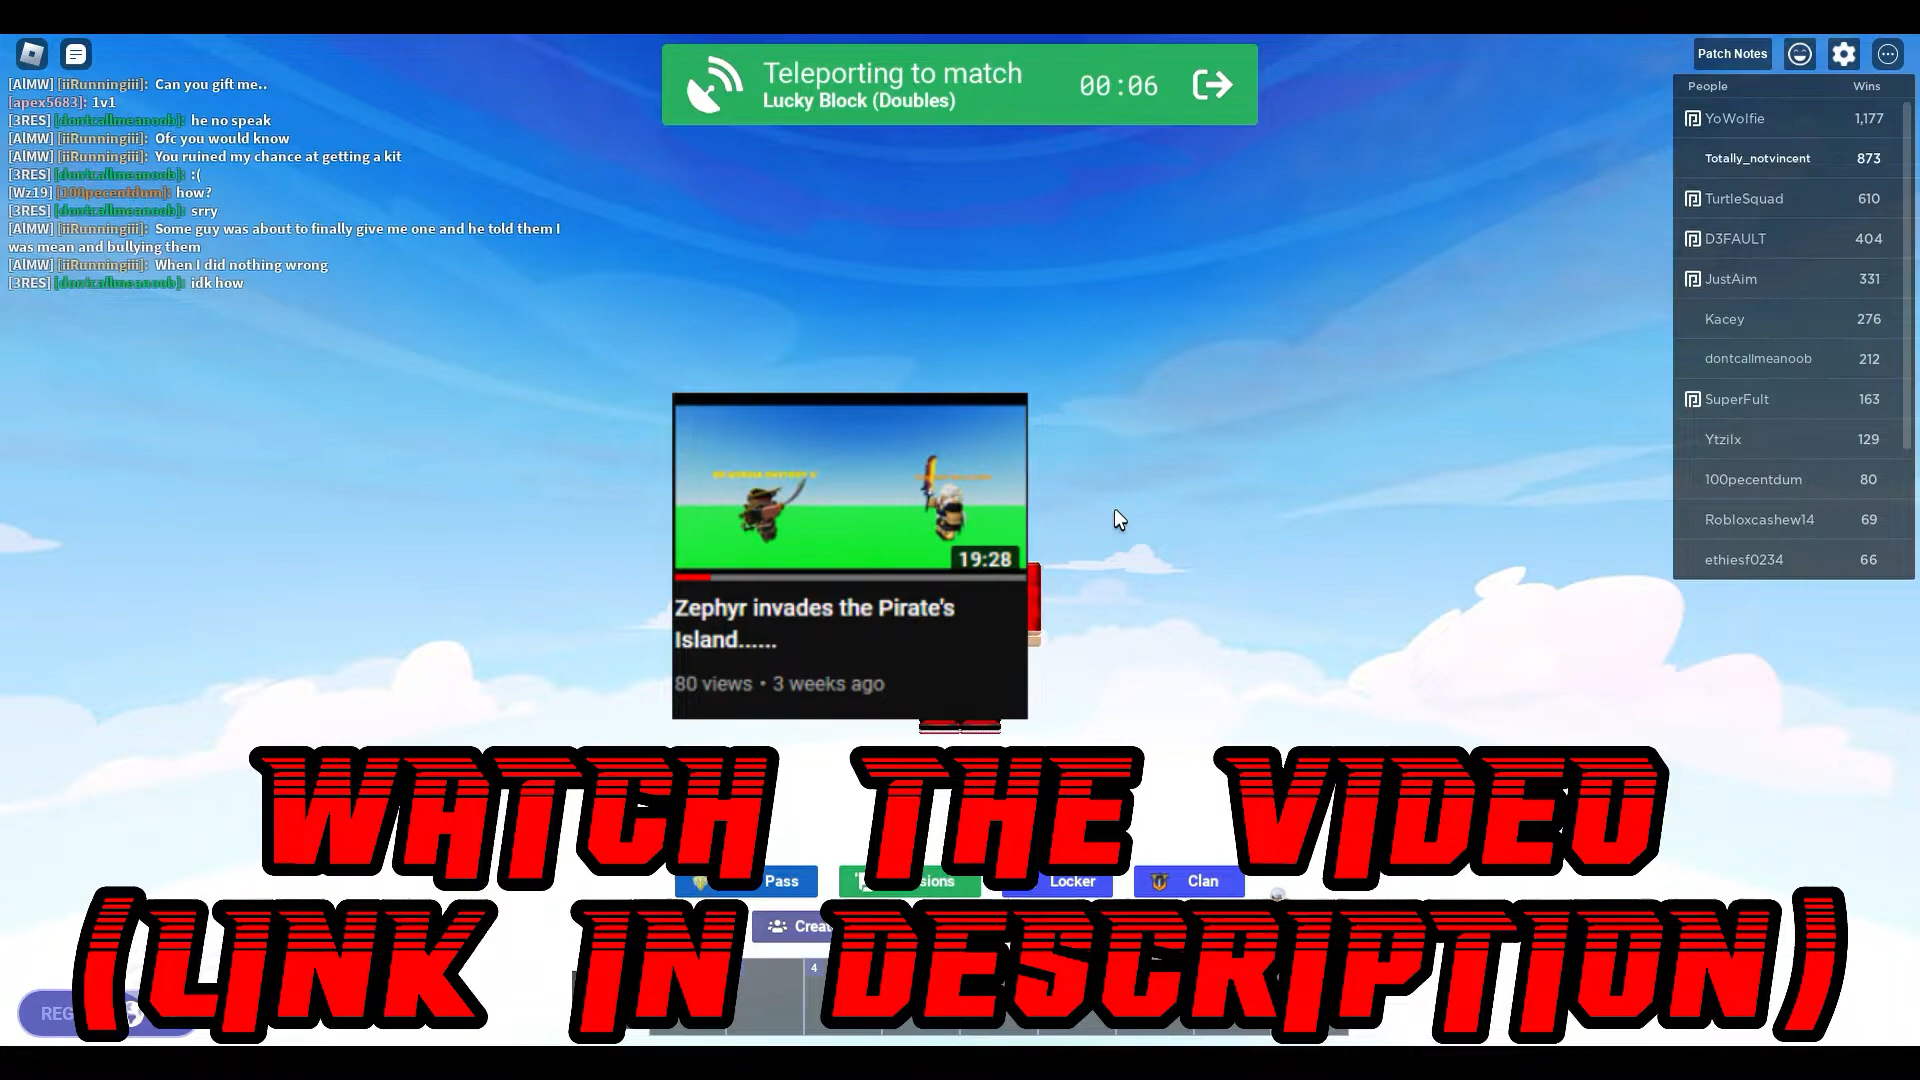 Teleporting to match
Lucky Block (Doubles)
00:06
Patch Notes
People Wins
YoWolfie 1,177
Totally_notvincent 873
TurtleSquad 610
D3FAULT 404
JustAim 331
Kacey 276
dontcallmeanoob 212
SuperFult 163
Ytzilx 129
100pecentdum 80
Robloxcashew14 69
ethiesf0234 66
[AlMW] [iiRunningiii]: Can you gift me..
[apex5683]: 1v1
[3RES] [dontcallmeanoob]: he no speak
[AlMW] [iiRunningiii]: Ofc you would know
[AlMW] [iiRunningiii]: You ruined my chance at getting a kit
[3RES] [dontcallmeanoob]: :(
[Wz19] [100pecentdum]: how?
[3RES] [dontcallmeanoob]: srry
[AlMW] [iiRunningiii]: Some guy was about to finally give me one and he told them I
was mean and bullying them
[AlMW] [iiRunningiii]: When I did nothing wrong
[3RES] [dontcallmeanoob]: idk how
19:28
Zephyr invades the Pirate's
Island......
80 views • 3 weeks ago
WATCH THE VIDEO
Pass
Locker
Clan
(LINK IN DESCRIPTION)
4